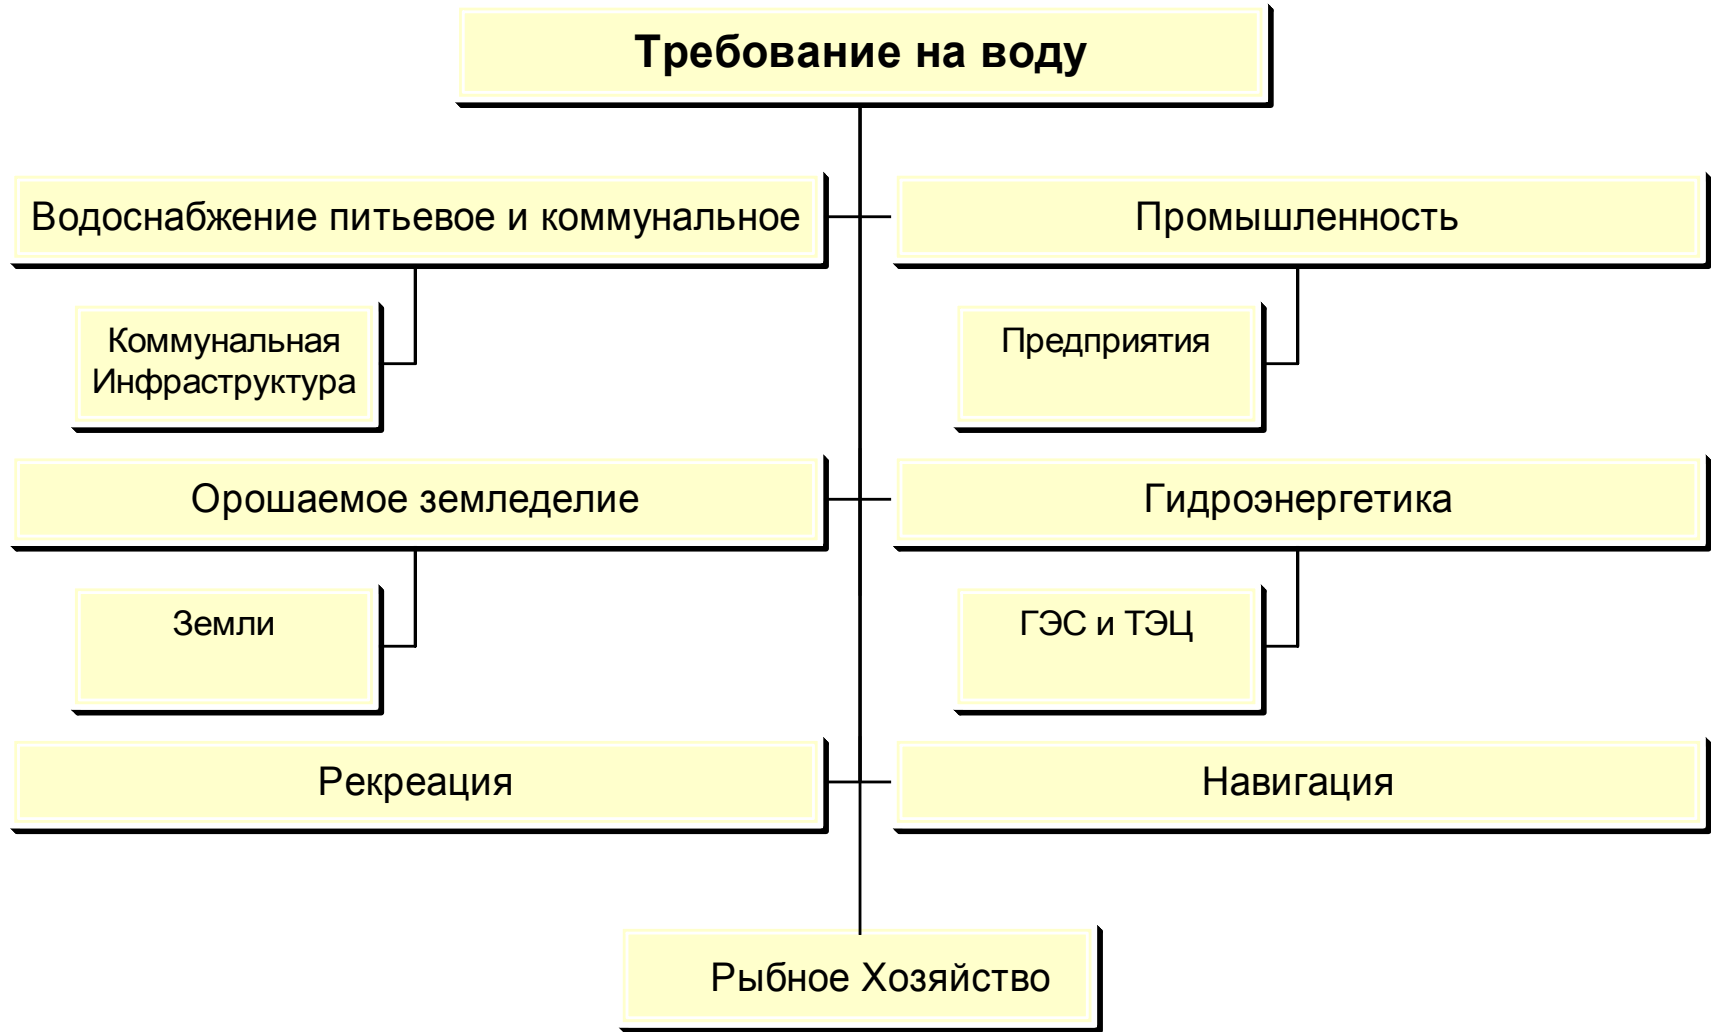 Требование на воду
Водоснабжение питьевое и коммунальное
Промышленность
Коммунальная
Инфраструктура
Предприятия
Орошаемое земледелие
Гидроэнергетика
Земли
ГЭС и ТЭЦ
Рекреация
Навигация
Рыбное Хозяйство